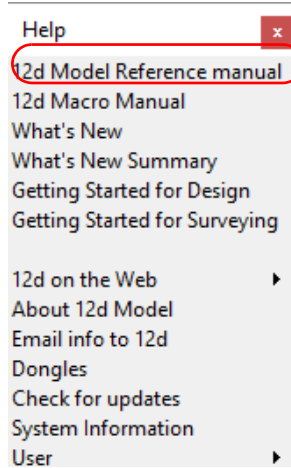 Help x
12d Model Reference manual
12d Macro Manual
What's New
What's New Summary
Getting Started for Design
Getting Started for Surveying
12d on the Web
About 12d Model
Email info to 12d
Dongles
Check for updates
System Information
User